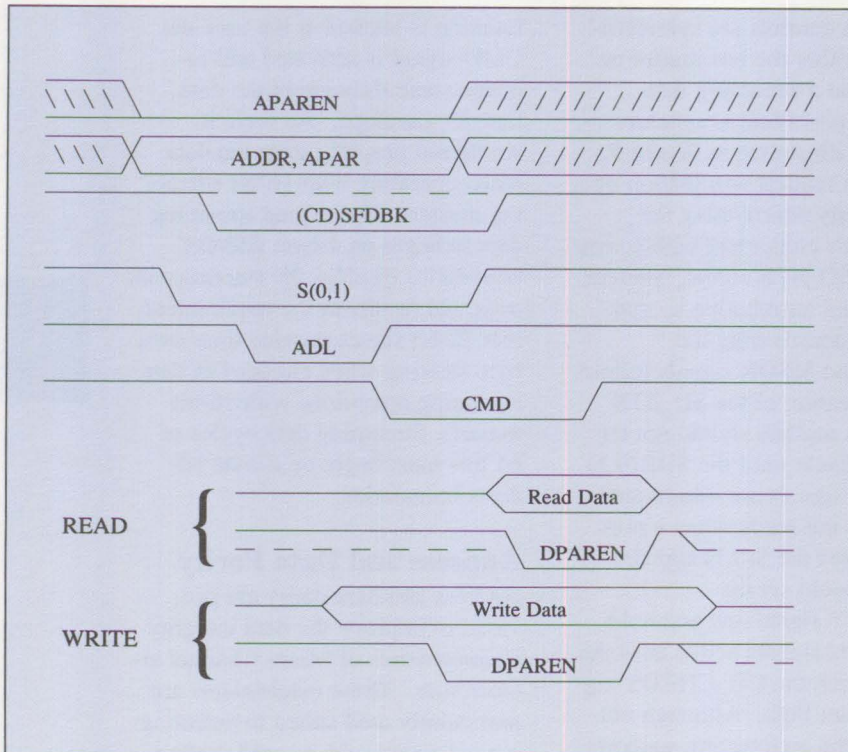 APAREN
ADDR, APAR
(CD)SFDBK
S(0,1)
ADL
CMD
READ
Read Data
DPAREN
WRITE
Write Data
DPAREN